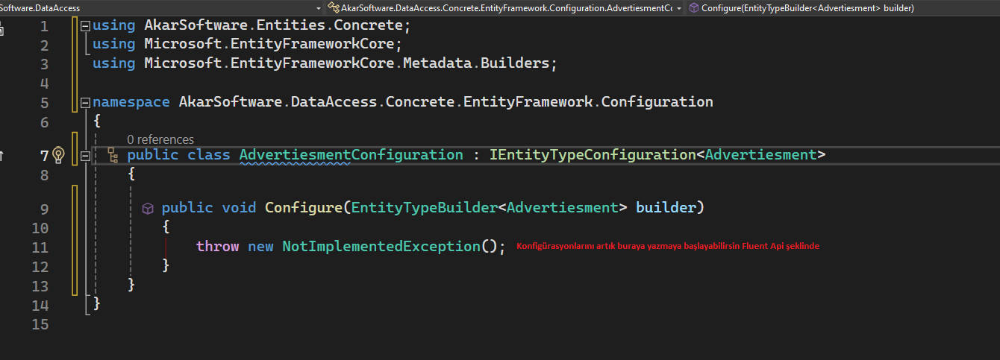 Software.DataAccess AkarSoftware.DataAccess.Concrete.EntityFramework.Configuration.AdvertiesmentCo Configure(EntityTypeBuilder<Advertiesment> builder)
1 using AkarSoftware.Entities.Concrete;
2 using Microsoft.EntityFrameworkCore;
3 using Microsoft.EntityFrameworkCore.Metadata.Builders;
4
5 namespace AkarSoftware.DataAccess.Concrete.EntityFramework.Configuration
6 {
0 references
7 public class AdvertiesmentConfiguration : IEntityTypeConfiguration<Advertiesment>
8 {
9 public void Configure(EntityTypeBuilder<Advertiesment> builder)
10 {
11 throw new NotImplementedException(); Konfigürasyonlarını artık buraya yazmaya başlayabilirsin Fluent Api şeklinde
12 }
13 }
14 }
15